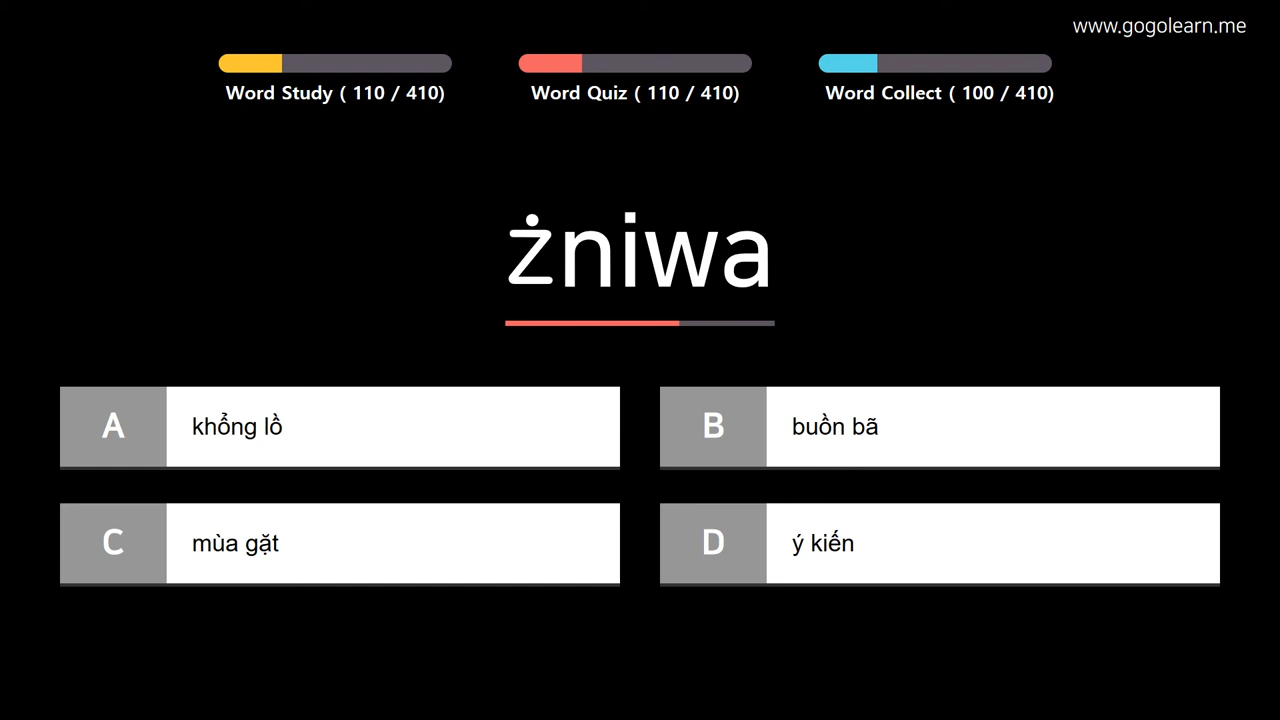 www.gogolearn.me
Word Study ( 110 / 410)
Word Quiz ( 110 / 410)
Word Collect ( 100 / 410)
żniwa
A
khổng lồ
B
buồn bã
C
mùa gặt
D
ý kiến